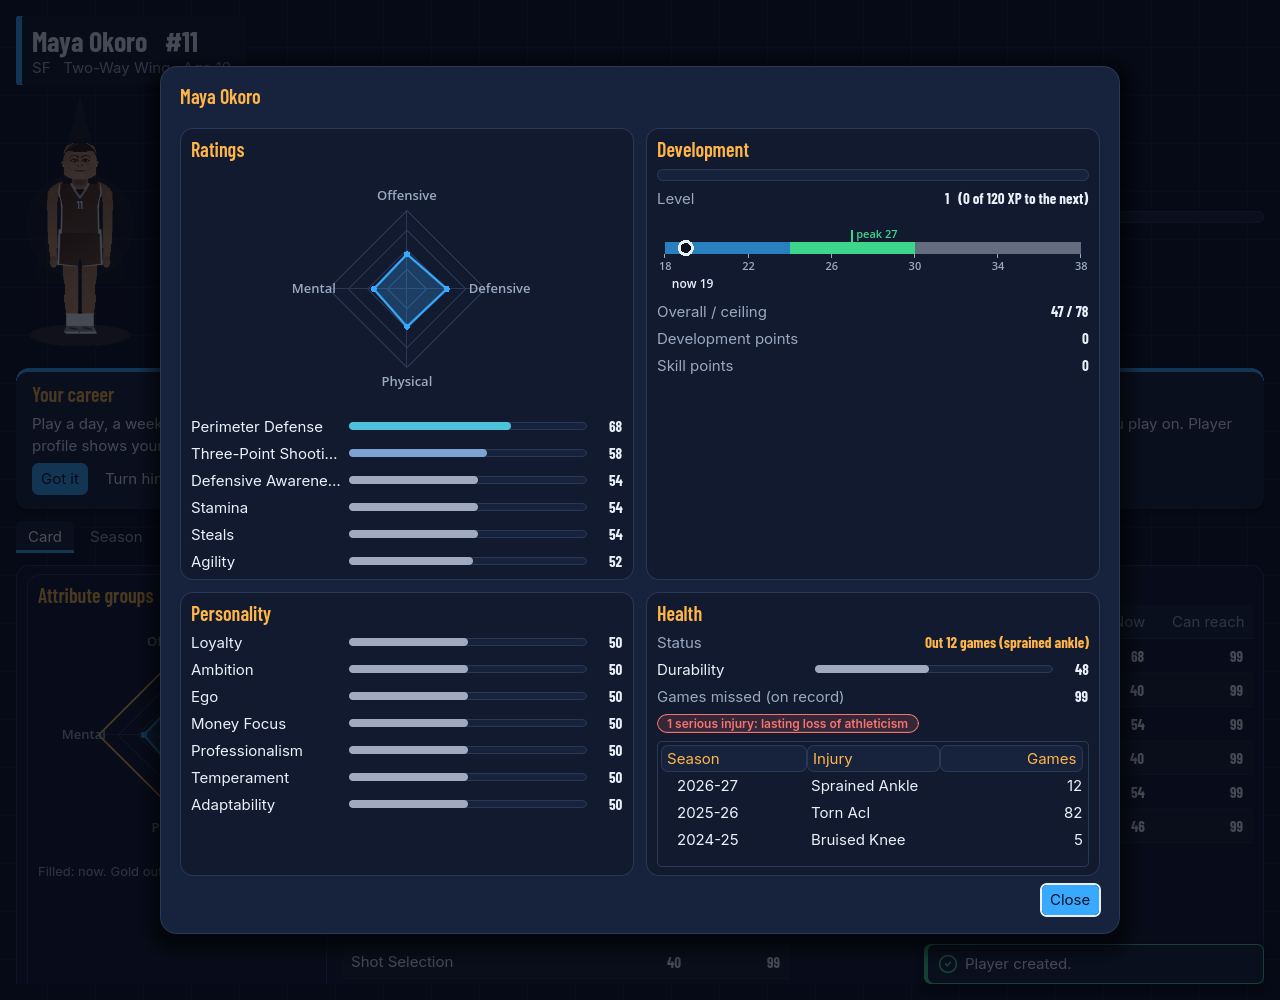 Maya Okoro #11
SF Two-Way Wing Age 19
11
Maya Okoro
Ratings
Offensive
Mental
Defensive
Physical
Perimeter Defense 68
Three-Point Shooti... 58
Defensive Awarene... 54
Stamina 54
Steals 54
Agility 52
Development
Level 1 (0 of 120 XP to the next)
peak 27
18 22 26 30 34 38
now 19
Overall / ceiling 47 / 78
Development points 0
Skill points 0
Personality
Loyalty 50
Ambition 50
Ego 50
Money Focus 50
Professionalism 50
Temperament 50
Adaptability 50
Health
Status Out 12 games (sprained ankle)
Durability 48
Games missed (on record) 99
1 serious injury: lasting loss of athleticism
Season Injury Games
2026-27 Sprained Ankle 12
2025-26 Torn Acl 82
2024-25 Bruised Knee 5
Close
Your career
Play a day, a week
play on. Player
profile shows your
Got it Turn hin
Card Season
Attribute groups
Mental
Filled: now. Gold out
Now Can reach
68 99
40 99
54 99
40 99
54 99
46 99
Shot Selection 40 99
Player created.